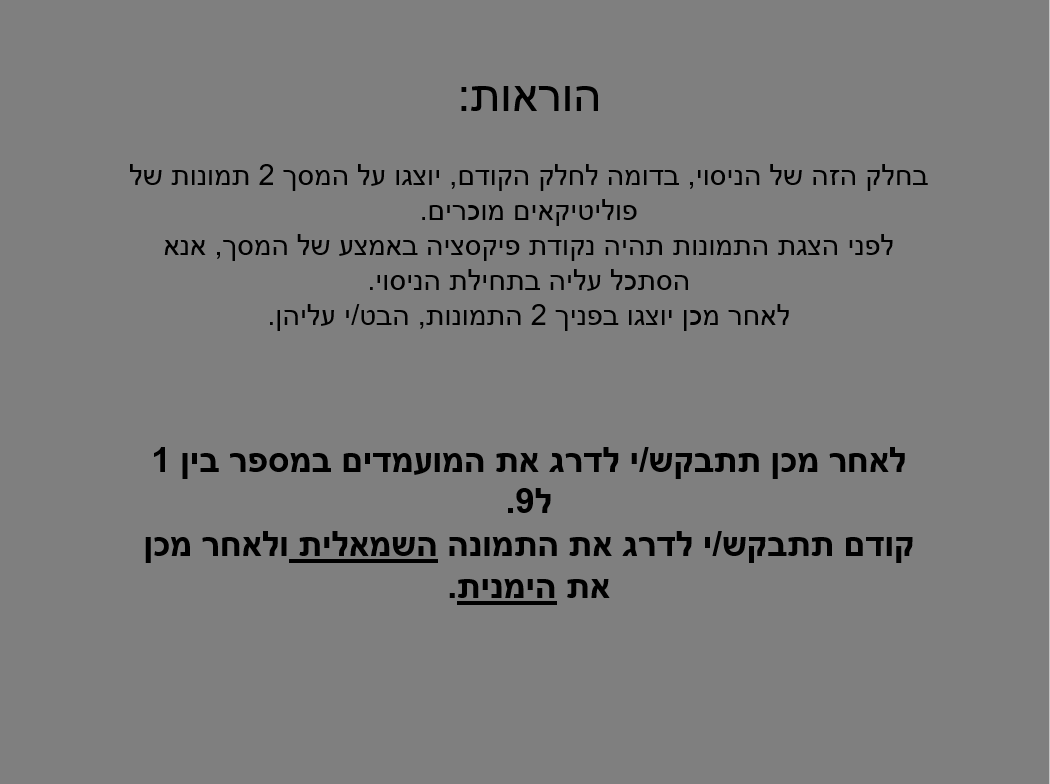 הוראות:
בחלק הזה של הניסוי, בדומה לחלק הקודם, יוצגו על המסך 2 תמונות של
פוליטיקאים מוכרים.
לפני הצגת התמונות תהיה נקודת פיקסציה באמצע של המסך, אנא
הסתכל עליה בתחילת הניסוי.
לאחר מכן יוצגו בפניך 2 התמונות, הבט/י עליהן.
לאחר מכן תתבקש/י לדרג את המועמדים במספר בין 1
ל9.
קודם תתבקש/י לדרג את התמונה השמאלית ולאחר מכן
את הימנית.